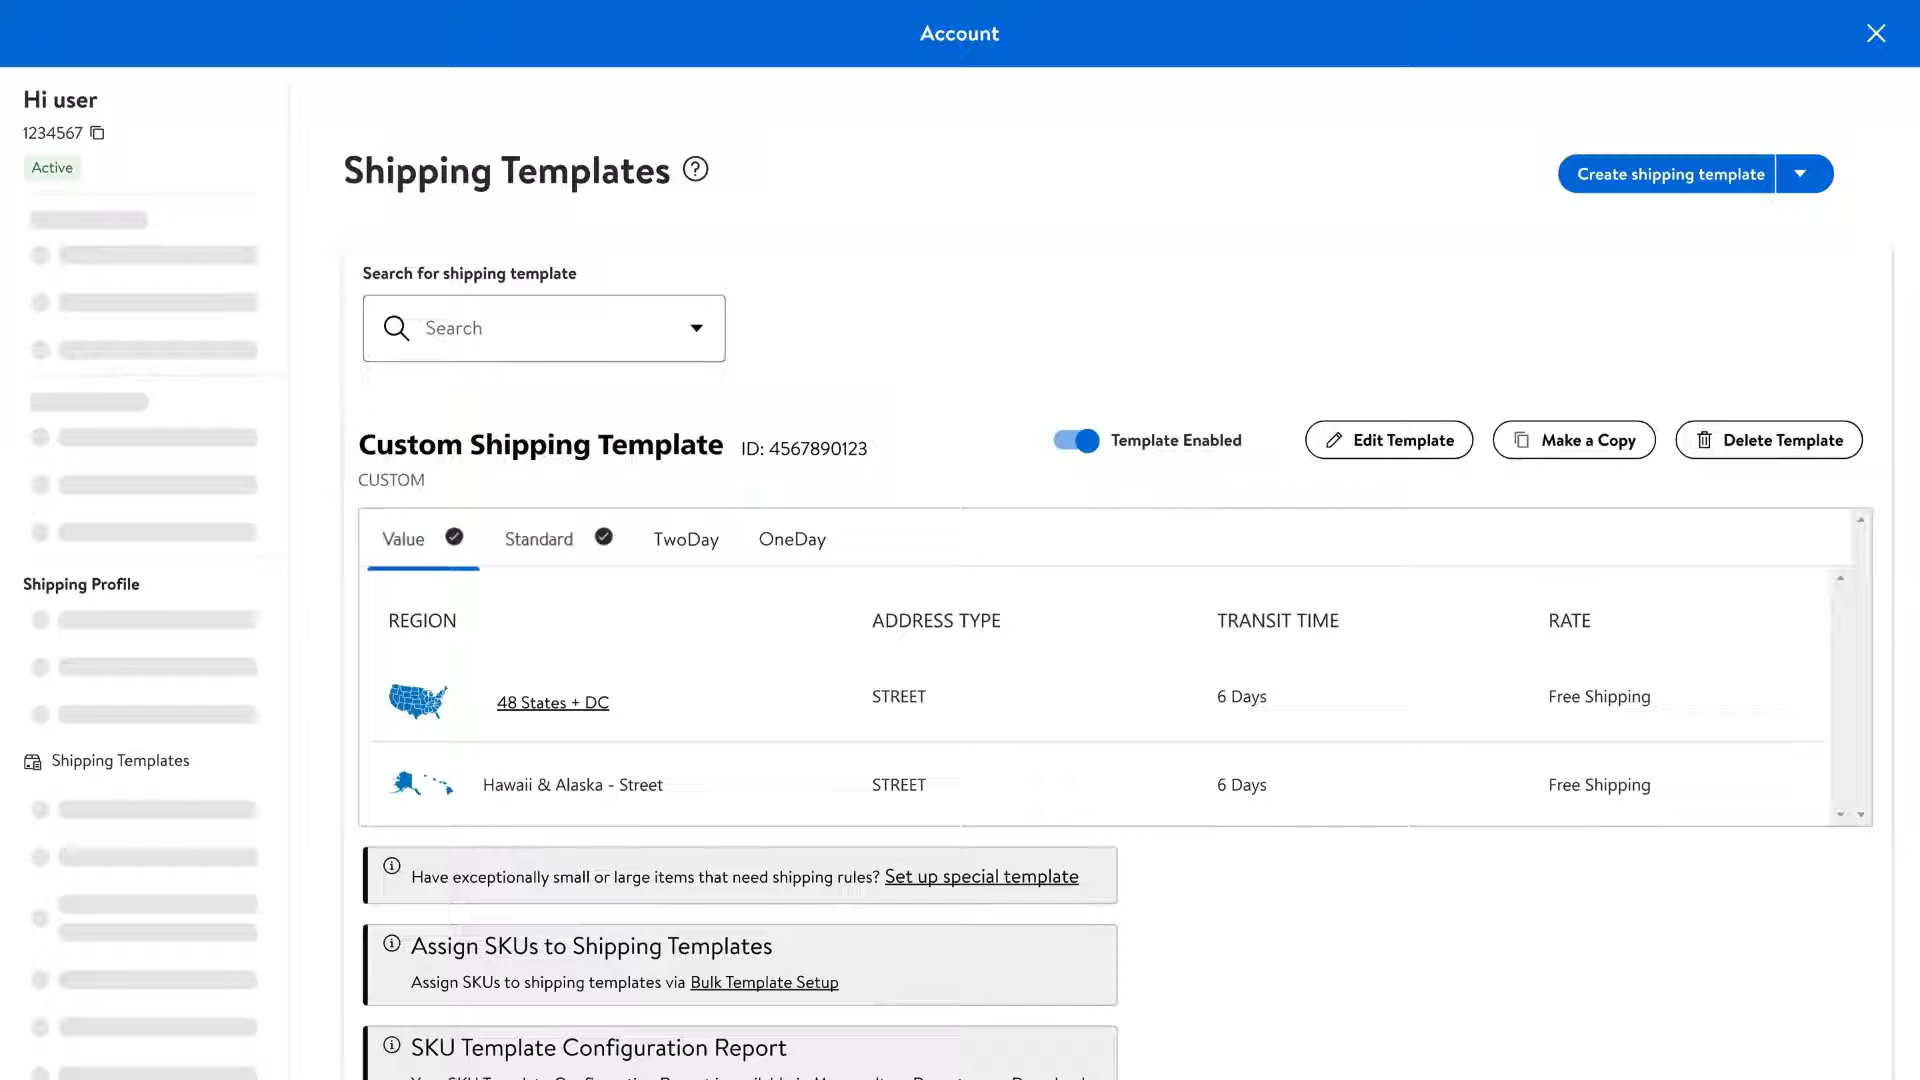 Account
Hi user
1234567
Active
Shipping Profile
Shipping Templates
Shipping Templates
Create shipping template
Search for shipping template
Search
Custom Shipping Template ID: 4567890123
CUSTOM
Template Enabled
Edit Template
Make a Copy
Delete Template
Value Standard TwoDay OneDay
REGION ADDRESS TYPE TRANSIT TIME RATE
48 States + DC STREET 6 Days Free Shipping
Hawaii & Alaska - Street STREET 6 Days Free Shipping
Have exceptionally small or large items that need shipping rules? Set up special template
Assign SKUs to Shipping Templates
Assign SKUs to shipping templates via Bulk Template Setup
SKU Template Configuration Report